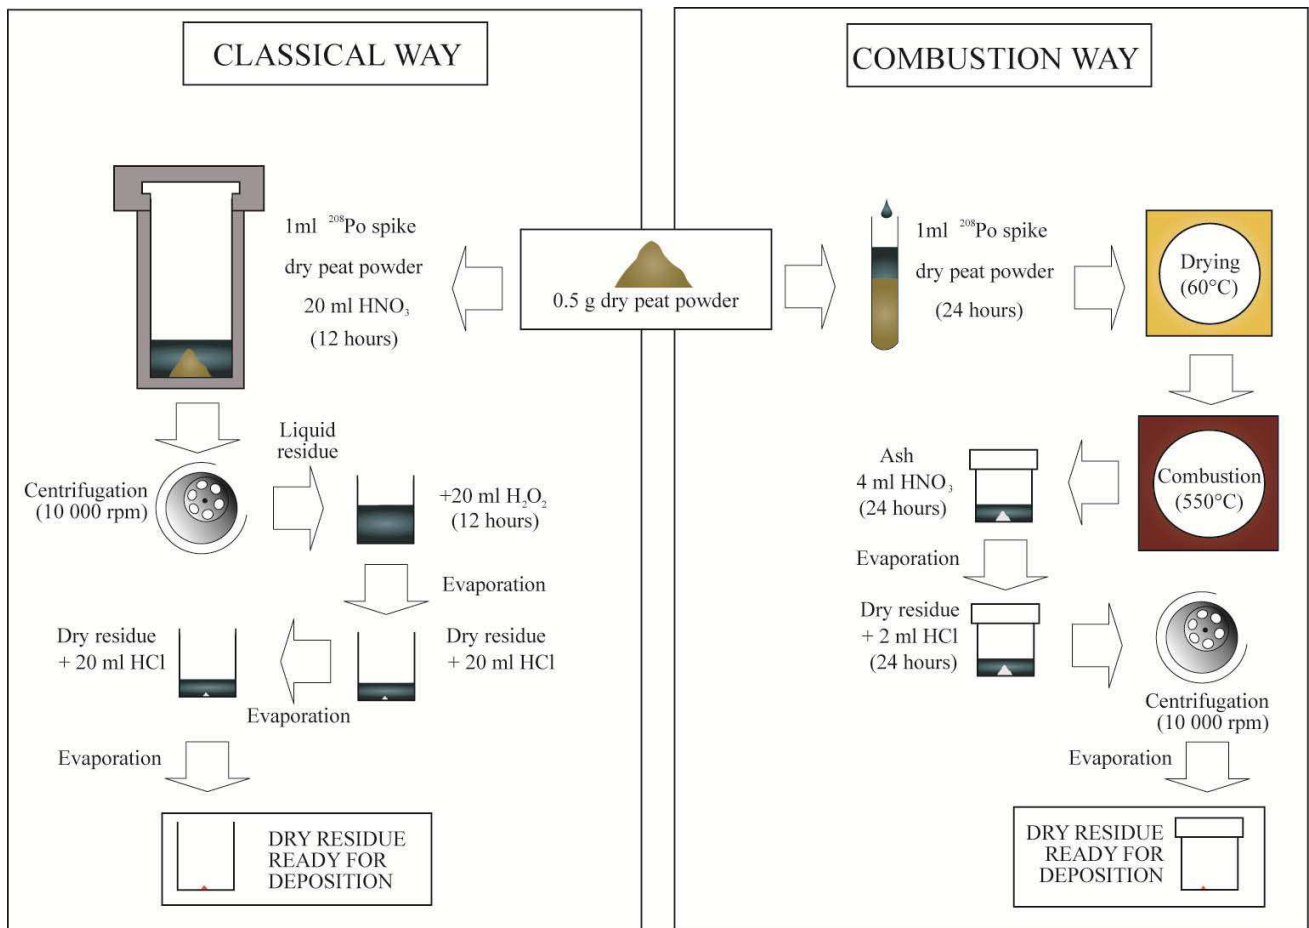 CLASSICAL WAY
1ml ²⁰⁸Po spike
dry peat powder
20 ml HNO₃
(12 hours)
0.5 g dry peat powder
Centrifugation
(10 000 rpm)
Liquid
residue
+20 ml H₂O₂
(12 hours)
Evaporation
Dry residue
+ 20 ml HCl
Evaporation
Dry residue
+ 20 ml HCl
Evaporation
DRY RESIDUE
READY FOR
DEPOSITION
COMBUSTION WAY
1ml ²⁰⁸Po spike
dry peat powder
(24 hours)
Drying
(60°C)
Combustion
(550°C)
Ash
4 ml HNO₃
(24 hours)
Evaporation
Dry residue
+ 2 ml HCl
(24 hours)
Centrifugation
(10 000 rpm)
Evaporation
DRY RESIDUE
READY FOR
DEPOSITION